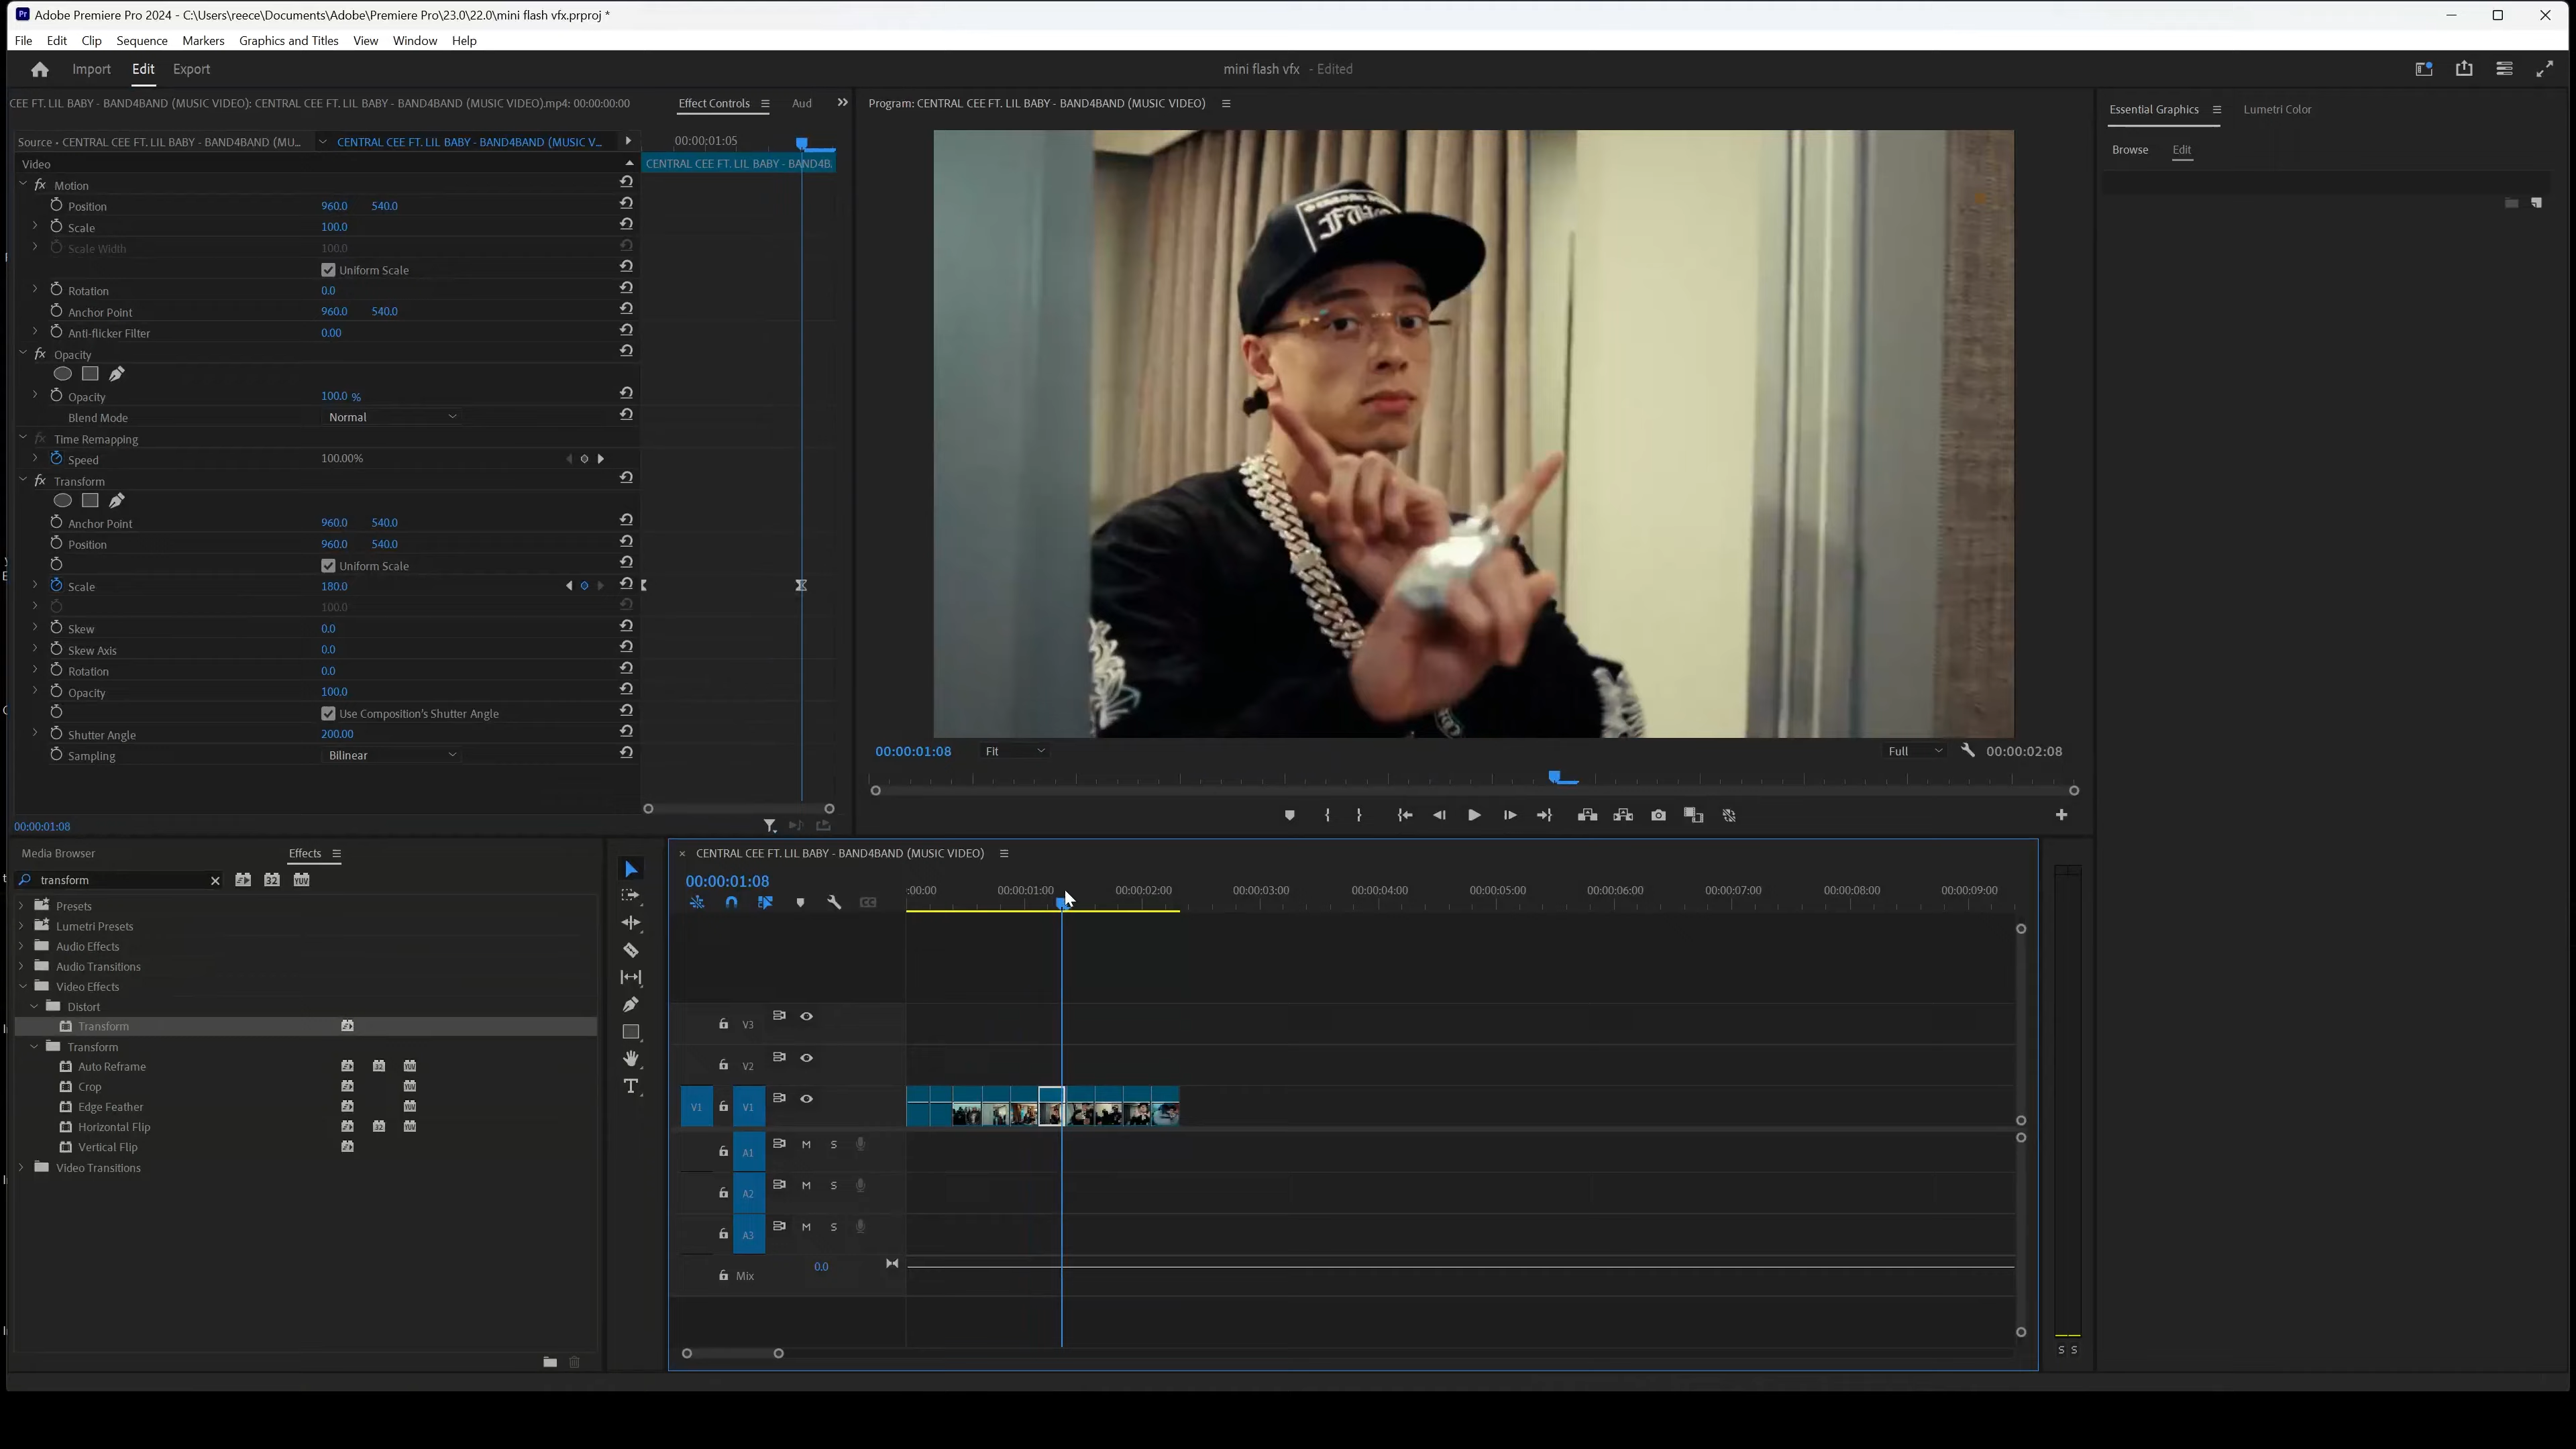 Adobe Premiere Pro 2024 - C:\Users\reece\Documents\Adobe\Premiere Pro\23.0\22.0\mini flash vfx.prproj *
File Edit Clip Sequence Markers Graphics and Titles View Window Help
Import Edit Export
mini flash vfx - Edited
CEE FT. LIL BABY - BAND4BAND (MUSIC VIDEO): CENTRAL CEE FT. LIL BABY - BAND4BAND (MUSIC VIDEO).mp4: 00:00:00:00
Effect Controls
Aud
Program: CENTRAL CEE FT. LIL BABY - BAND4BAND (MUSIC VIDEO)
Essential Graphics
Lumetri Color
Browse Edit
Source • CENTRAL CEE FT. LIL BABY - BAND4BAND (MU...
CENTRAL CEE FT. LIL BABY - BAND4BAND (MUSIC V...
00:00:01:05
Video
CENTRAL CEE FT. LIL BABY - BAND4B.
fx Motion
Position 960.0 540.0
Scale 100.0
Scale Width 100.0
Uniform Scale
Rotation 0.0
Anchor Point 960.0 540.0
Anti-flicker Filter 0.00
fx Opacity
Opacity 100.0 %
Blend Mode Normal
fx Time Remapping
Speed 100.00%
fx Transform
Anchor Point 960.0 540.0
Position 960.0 540.0
Uniform Scale
Scale 180.0
100.0
Skew 0.0
Skew Axis 0.0
Rotation 0.0
Opacity 100.0
Use Composition's Shutter Angle
Shutter Angle 200.00
Sampling Bilinear
00:00:01:08
00:00:01:08 Fit Full 00:00:02:08
Media Browser
Effects
transform
32
YUV
Presets
Lumetri Presets
Audio Effects
Audio Transitions
Video Effects
Distort
Transform
Transform
Auto Reframe
Crop
Edge Feather
Horizontal Flip
Vertical Flip
Video Transitions
CENTRAL CEE FT. LIL BABY - BAND4BAND (MUSIC VIDEO)
00:00:01:08
:00:00 00:00:01:00 00:00:02:00 00:00:03:00 00:00:04:00 00:00:05:00 00:00:06:00 00:00:07:00 00:00:08:00 00:00:09:00
CC
V3
V2
V1 V1
A1 M S
A2 M S
A3 M S
Mix 0.0
S S